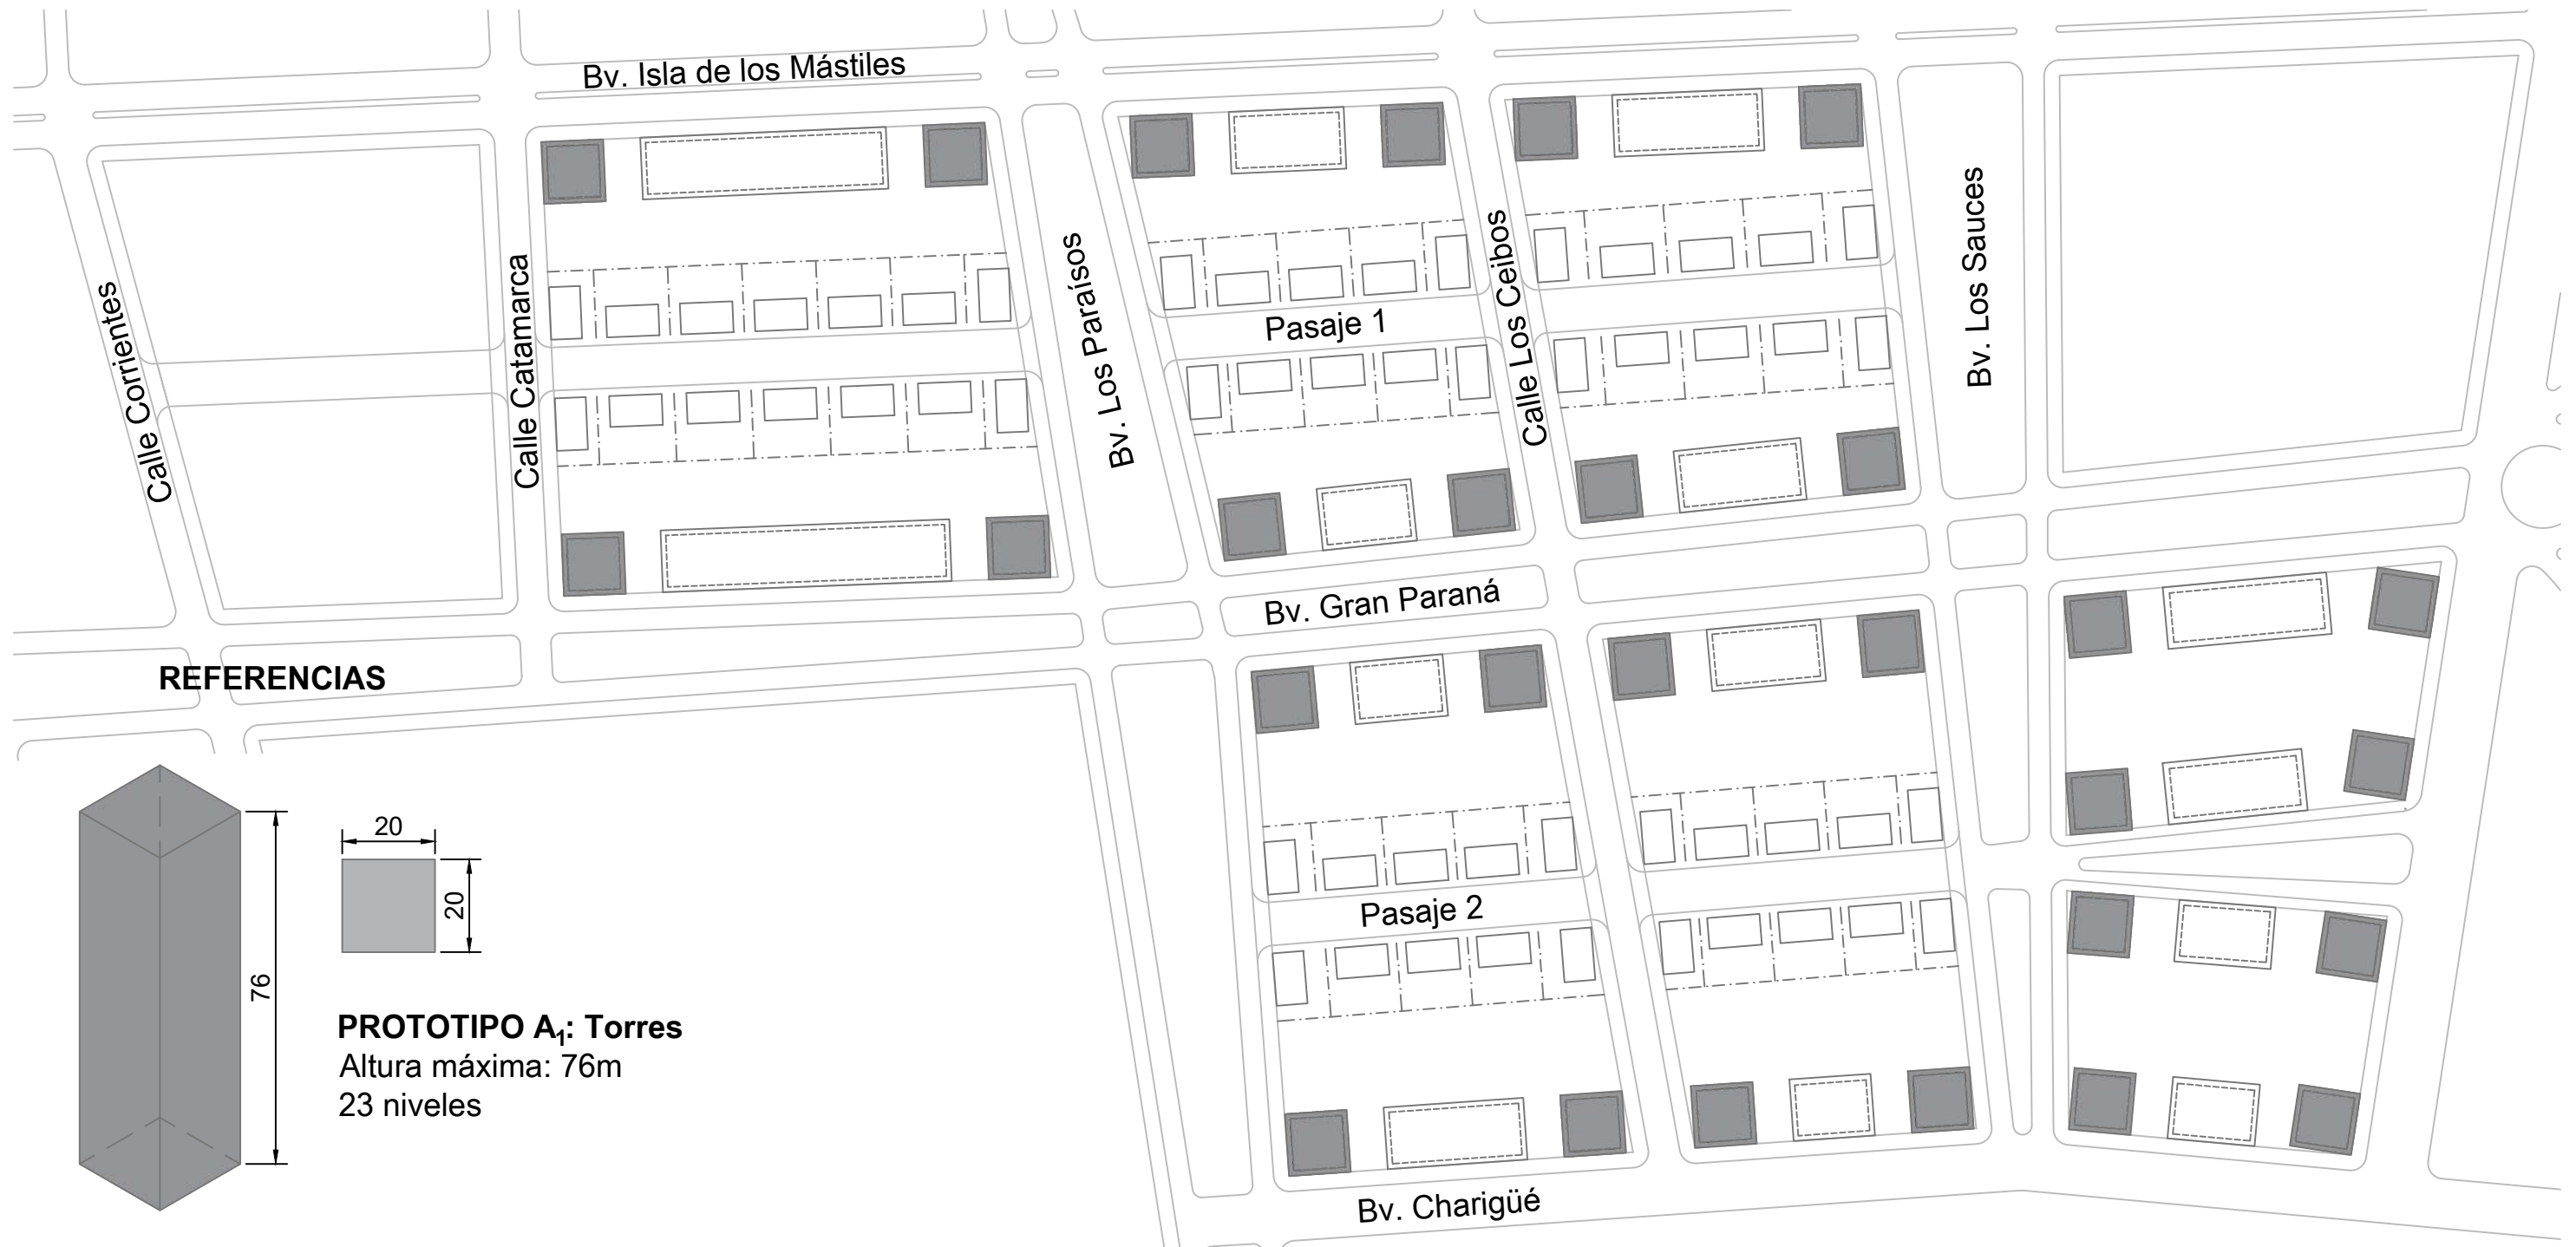 Bv. Isla de los Mástiles
Calle Corrientes
Calle Catamarca
Bv. Los Paraísos
Pasaje 1
Calle Los Ceibos
Bv. Los Sauces
Bv. Gran Paraná
REFERENCIAS
76
20
20
PROTOTIPO A1: Torres
Altura máxima: 76m
23 niveles
Pasaje 2
Bv. Charigüé